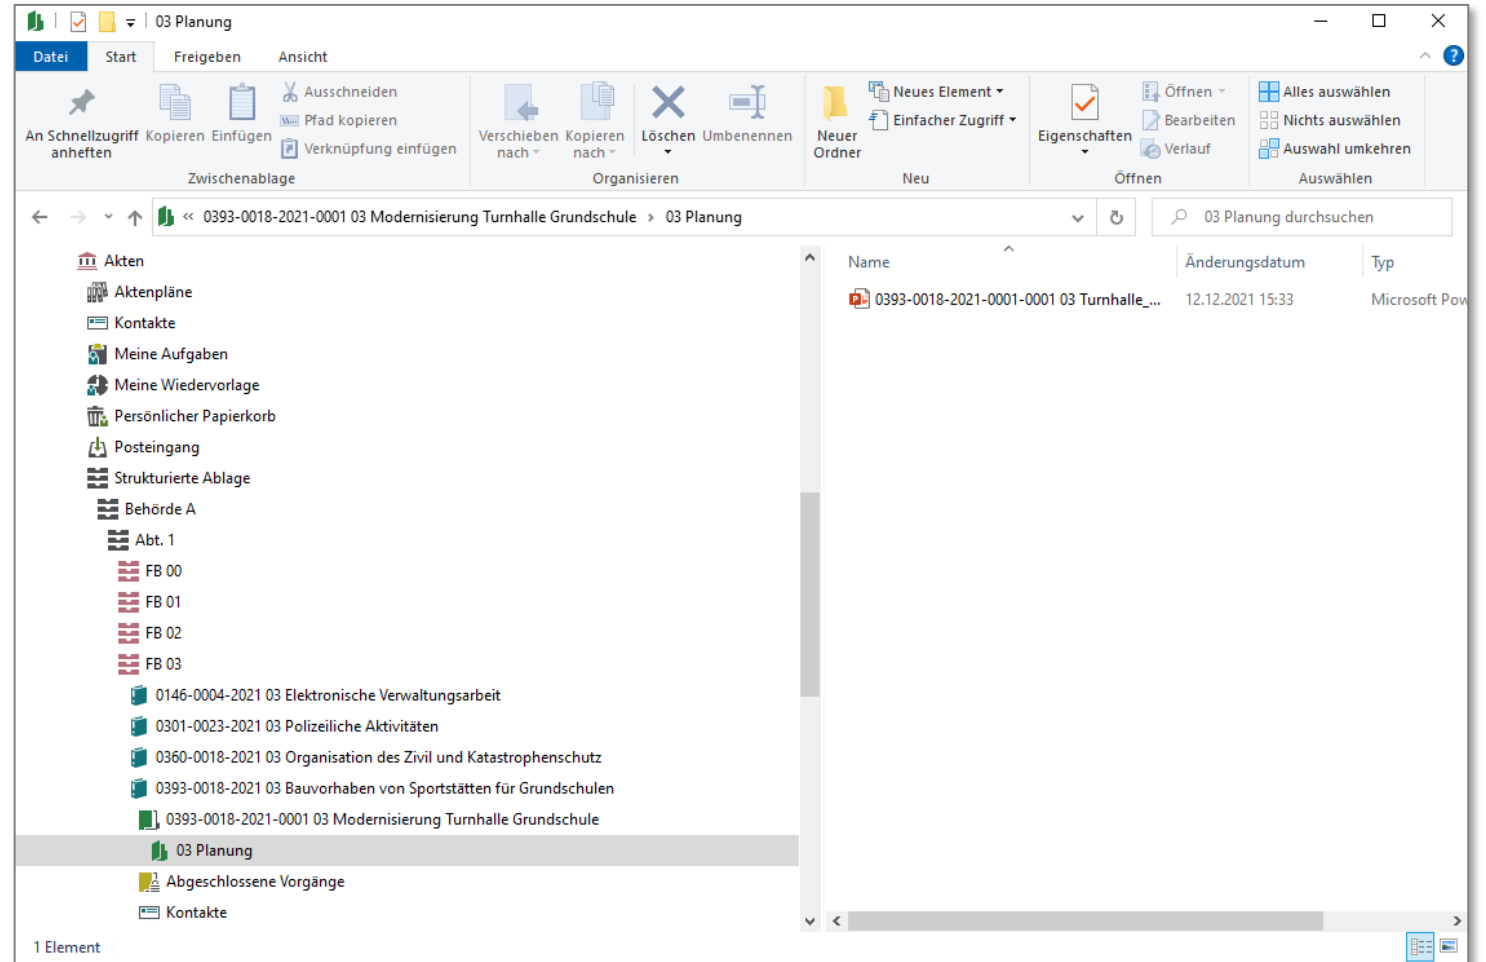 03 Planung
Datei Start Freigeben Ansicht
An Schnellzugriff anheften
Kopieren
Einfügen
Ausschneiden
Pfad kopieren
Verknüpfung einfügen
Zwischenablage
Verschieben nach
Kopieren nach
Löschen
Umbenennen
Organisieren
Neuer Ordner
Neues Element
Einfacher Zugriff
Neu
Eigenschaften
Öffnen
Bearbeiten
Verlauf
Öffnen
Alles auswählen
Nichts auswählen
Auswahl umkehren
Auswählen
« 0393-0018-2021-0001 03 Modernisierung Turnhalle Grundschule › 03 Planung
03 Planung durchsuchen
Akten
Aktenpläne
Kontakte
Meine Aufgaben
Meine Wiedervorlage
Persönlicher Papierkorb
Posteingang
Strukturierte Ablage
Behörde A
Abt. 1
FB 00
FB 01
FB 02
FB 03
0146-0004-2021 03 Elektronische Verwaltungsarbeit
0301-0023-2021 03 Polizeiliche Aktivitäten
0360-0018-2021 03 Organisation des Zivil und Katastrophenschutz
0393-0018-2021 03 Bauvorhaben von Sportstätten für Grundschulen
0393-0018-2021-0001 03 Modernisierung Turnhalle Grundschule
03 Planung
Abgeschlossene Vorgänge
Kontakte
Name Änderungsdatum Typ
0393-0018-2021-0001-0001 03 Turnhalle_... 12.12.2021 15:33 Microsoft Pow
1 Element